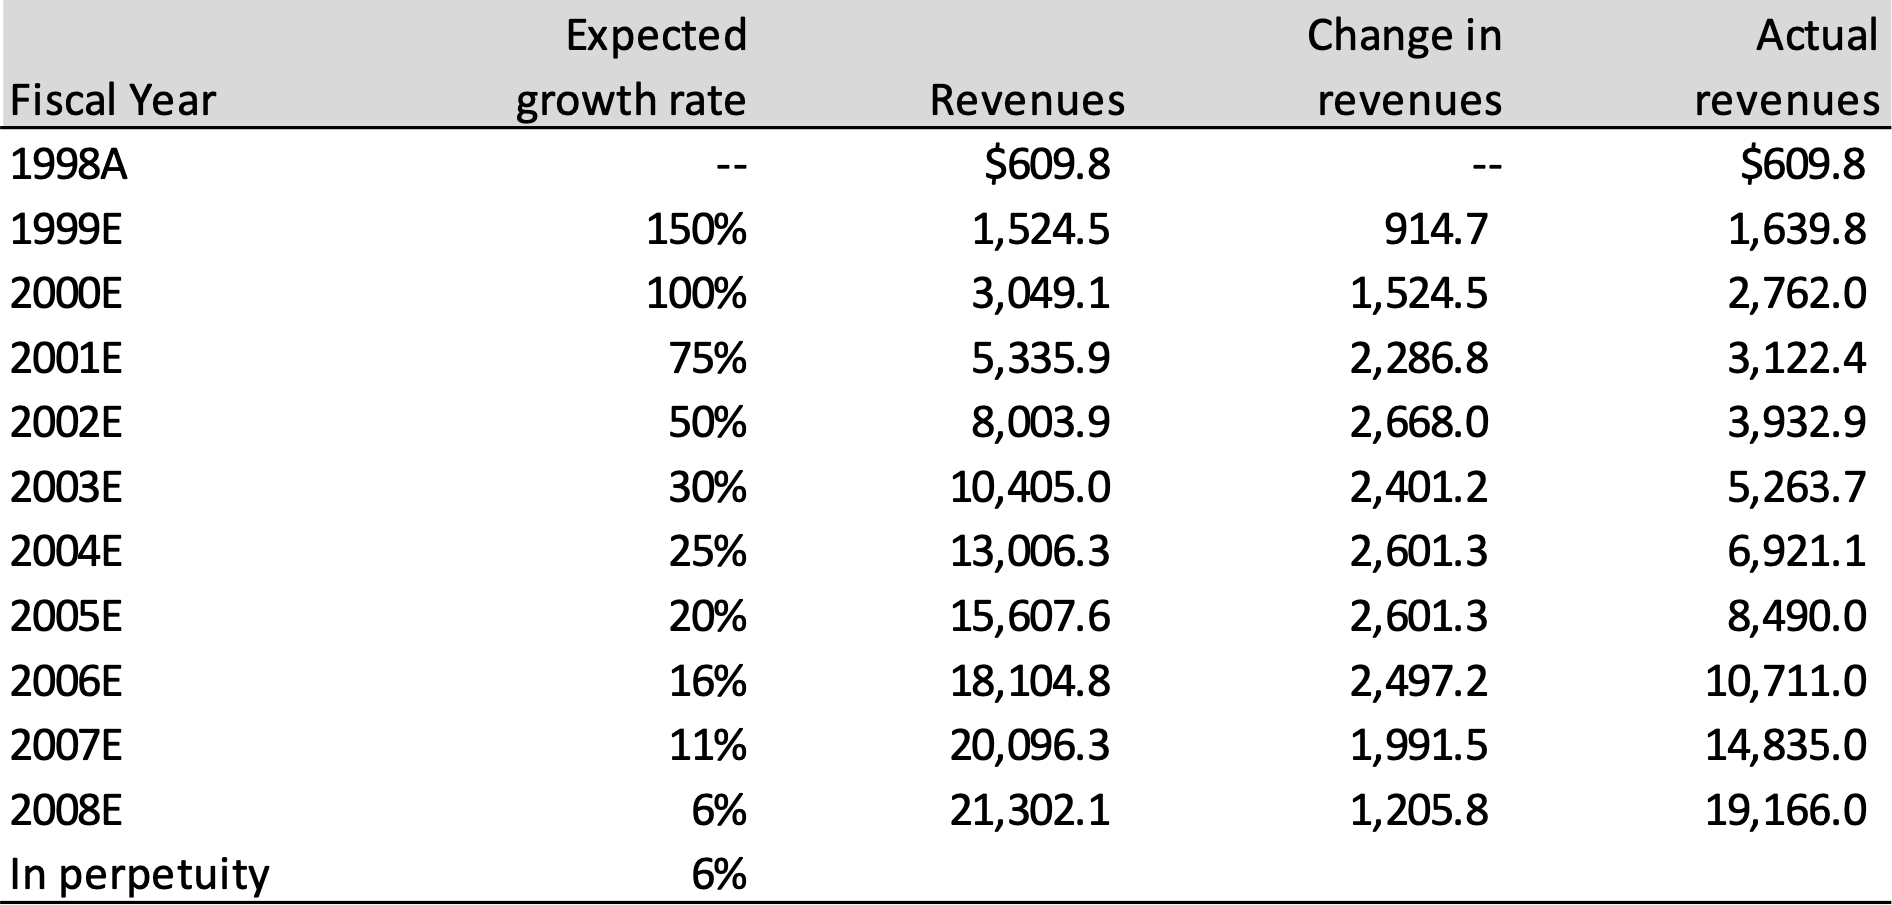 Expected Change in Actual
Fiscal Year growth rate Revenues revenues revenues
1998A -- $609.8 -- $609.8
1999E 150% 1,524.5 914.7 1,639.8
2000E 100% 3,049.1 1,524.5 2,762.0
2001E 75% 5,335.9 2,286.8 3,122.4
2002E 50% 8,003.9 2,668.0 3,932.9
2003E 30% 10,405.0 2,401.2 5,263.7
2004E 25% 13,006.3 2,601.3 6,921.1
2005E 20% 15,607.6 2,601.3 8,490.0
2006E 16% 18,104.8 2,497.2 10,711.0
2007E 11% 20,096.3 1,991.5 14,835.0
2008E 6% 21,302.1 1,205.8 19,166.0
In perpetuity 6%